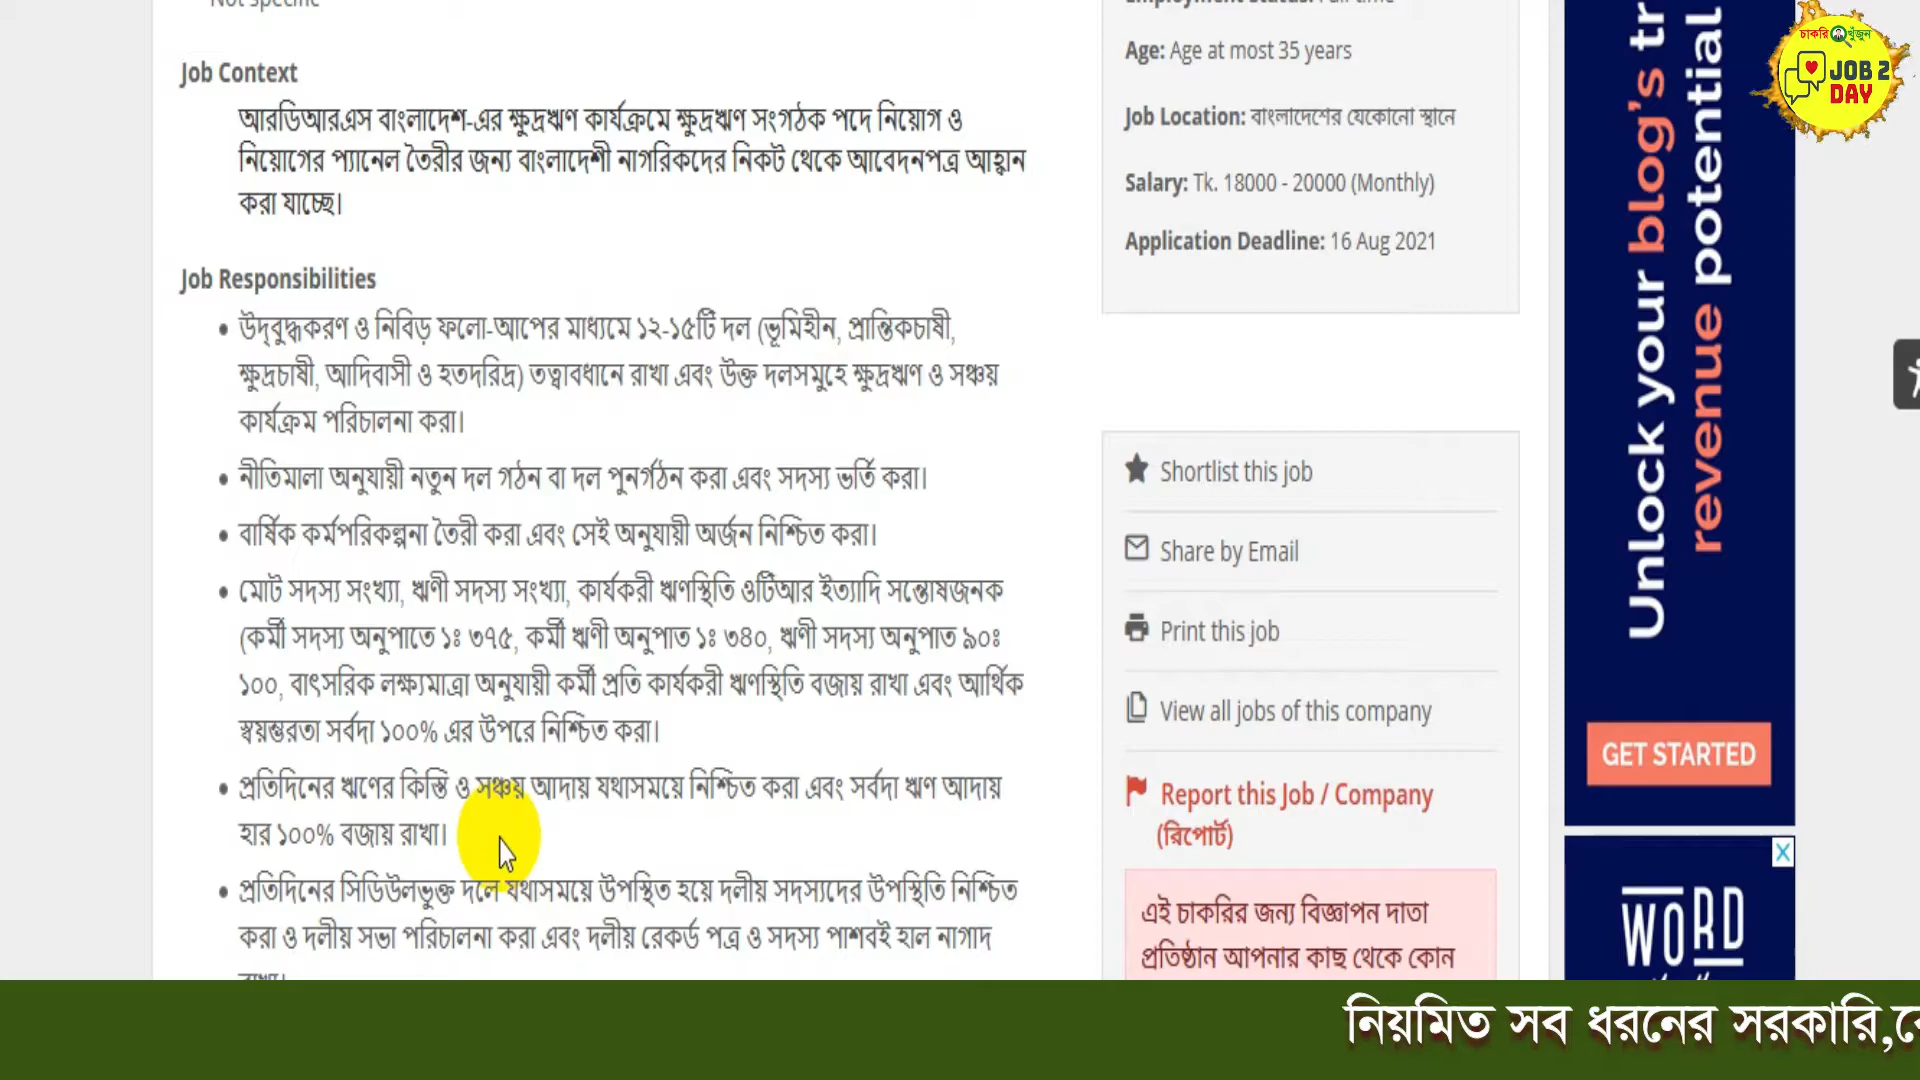 Not specific
Job Context
আরডিআরএস বাংলাদেশ-এর ক্ষুদ্রঋণ কার্যক্রমে ক্ষুদ্রঋণ সংগঠক পদে নিয়োগ ও
নিয়োগের প্যানেল তৈরীর জন্য বাংলাদেশী নাগরিকদের নিকট থেকে আবেদনপত্র আহ্বান
করা যাচ্ছে।
Job Responsibilities
• উদ্বুদ্ধকরণ ও নিবিড় ফলো-আপের মাধ্যমে ১২-১৫টি দল (ভূমিহীন, প্রান্তিকচাষী,
ক্ষুদ্রচাষী, আদিবাসী ও হতদরিদ্র) তত্বাবধানে রাখা এবং উক্ত দলসমুহে ক্ষুদ্রঋণ ও সঞ্চয়
কার্যক্রম পরিচালনা করা।
• নীতিমালা অনুযায়ী নতুন দল গঠন বা দল পুনর্গঠন করা এবং সদস্য ভর্তি করা।
• বার্ষিক কর্মপরিকল্পনা তৈরী করা এবং সেই অনুযায়ী অর্জন নিশ্চিত করা।
• মোট সদস্য সংখ্যা, ঋণী সদস্য সংখ্যা, কার্যকরী ঋণস্থিতি ওটিআর ইত্যাদি সন্তোষজনক
(কর্মী সদস্য অনুপাতে ১ঃ ৩৭৫, কর্মী ঋণী অনুপাত ১ঃ ৩৪০, ঋণী সদস্য অনুপাত ৯০ঃ
১০০, বাৎসরিক লক্ষ্যমাত্রা অনুযায়ী কর্মী প্রতি কার্যকরী ঋণস্থিতি বজায় রাখা এবং আর্থিক
স্বয়ম্ভরতা সর্বদা ১০০% এর উপরে নিশ্চিত করা।
• প্রতিদিনের ঋণের কিস্তি ও সঞ্চয় আদায় যথাসময়ে নিশ্চিত করা এবং সর্বদা ঋণ আদায়
হার ১০০% বজায় রাখা।
• প্রতিদিনের সিডিউলভুক্ত দলে যথাসময়ে উপস্থিত হয়ে দলীয় সদস্যদের উপস্থিতি নিশ্চিত
করা ও দলীয় সভা পরিচালনা করা এবং দলীয় রেকর্ড পত্র ও সদস্য পাশবই হাল নাগাদ
রাখা।
Employment Status: Full-time
Age: Age at most 35 years
Job Location: বাংলাদেশের যেকোনো স্থানে
Salary: Tk. 18000 - 20000 (Monthly)
Application Deadline: 16 Aug 2021
Shortlist this job
Share by Email
Print this job
View all jobs of this company
Report this Job / Company
(রিপোর্ট)
এই চাকরির জন্য বিজ্ঞাপন দাতা
প্রতিষ্ঠান আপনার কাছ থেকে কোন
Unlock your blog's tr
revenue potential
GET STARTED
WORD
চাকরি খুঁজুন
JOB 2
DAY
নিয়মিত সব ধরনের সরকারি,বে